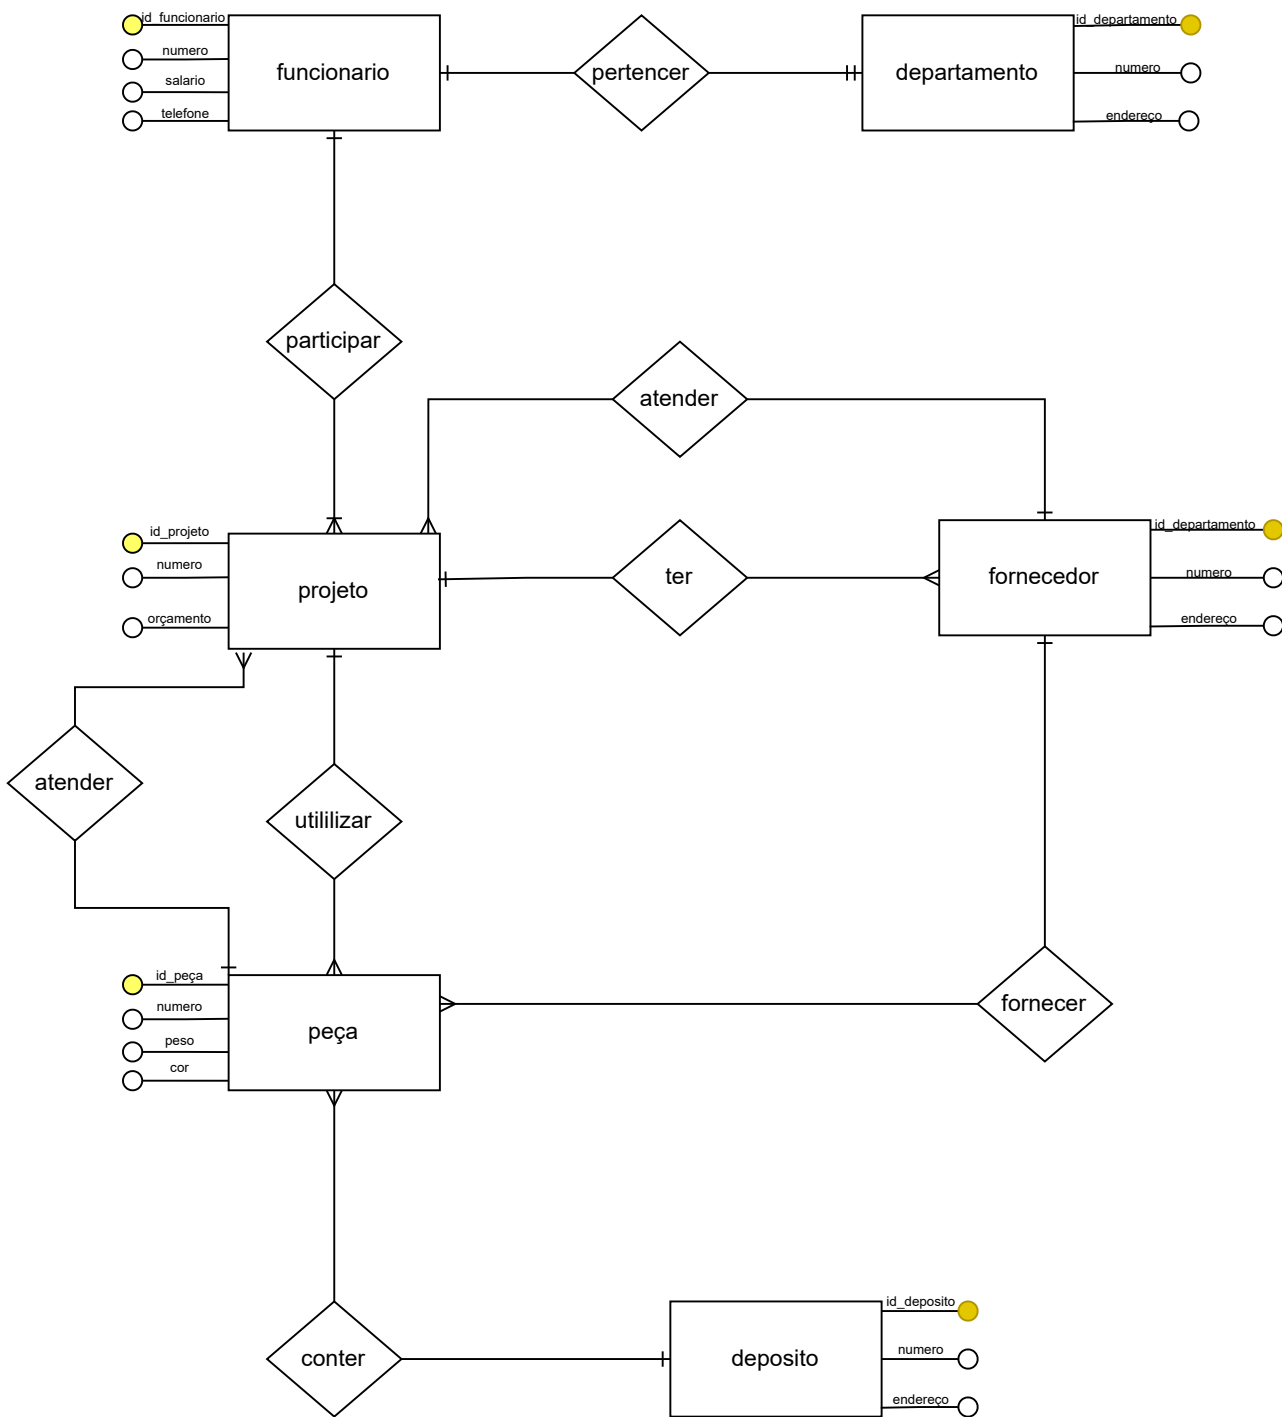 id_funcionario
numero
salario
telefone
funcionario
pertencer
departamento
id_departamento
numero
endereço
participar
atender
id_projeto
numero
orçamento
projeto
ter
fornecedor
id_departamento
numero
endereço
atender
utililizar
id_peça
numero
peso
cor
peça
fornecer
conter
deposito
id_deposito
numero
endereço